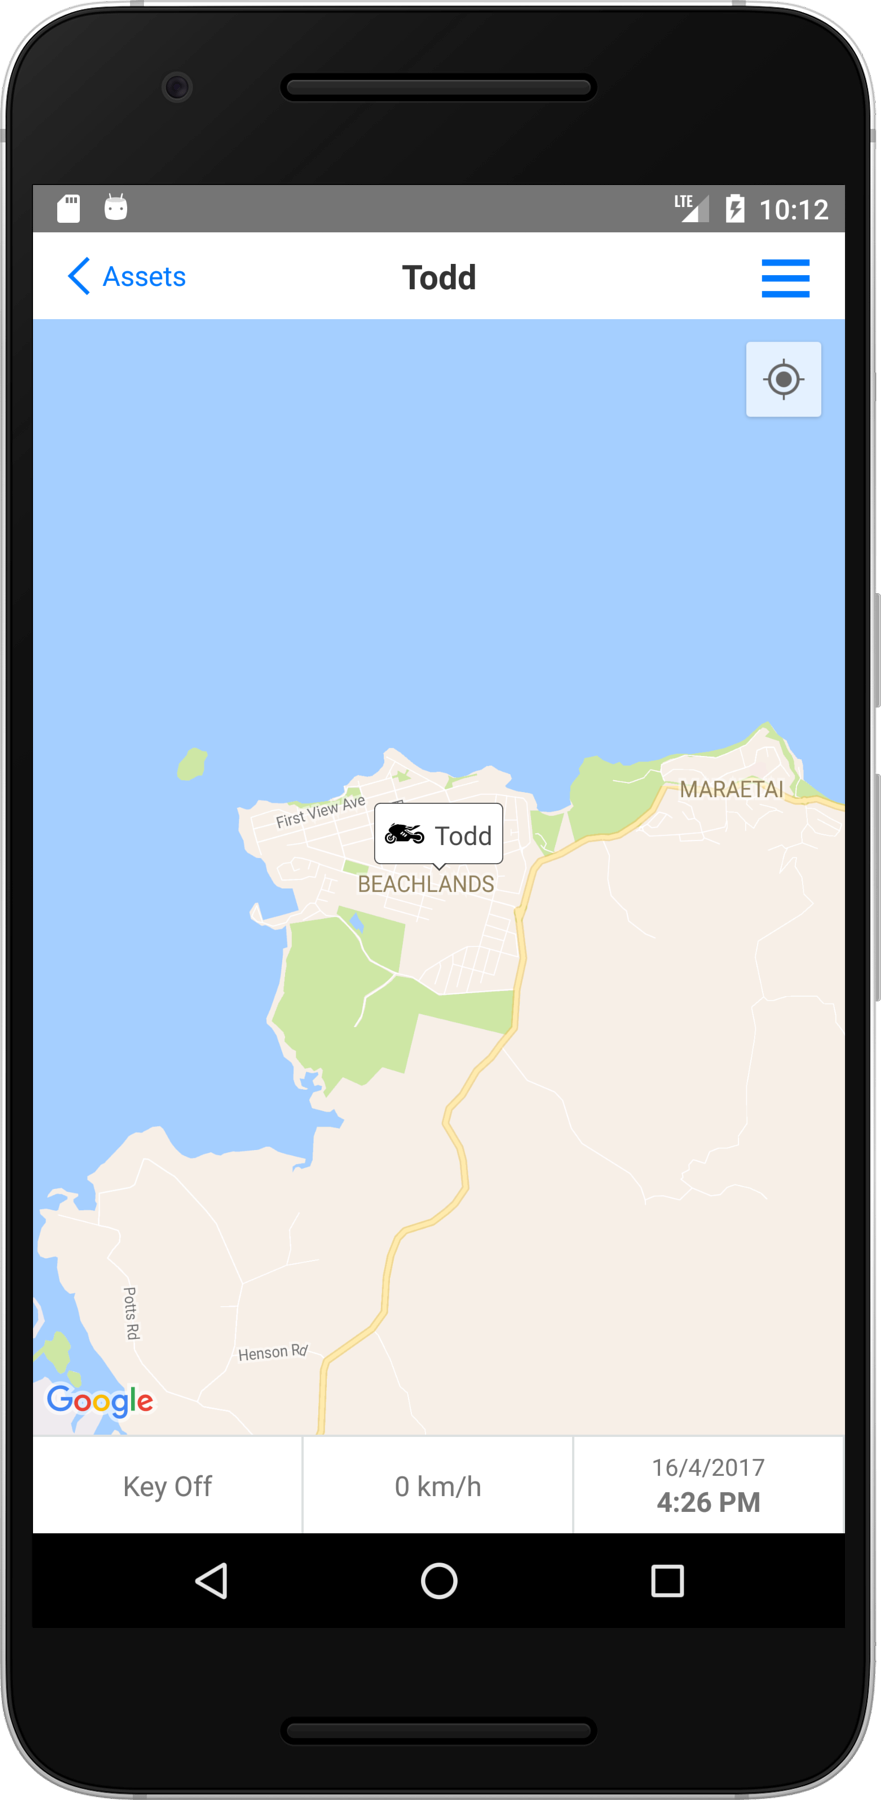 LTE 10:12
Assets
Todd
MARAETAI
First View Ave
Todd
BEACHLANDS
Potts Rd
Henson Rd
Google
Key Off
0 km/h
16/4/2017
4:26 PM